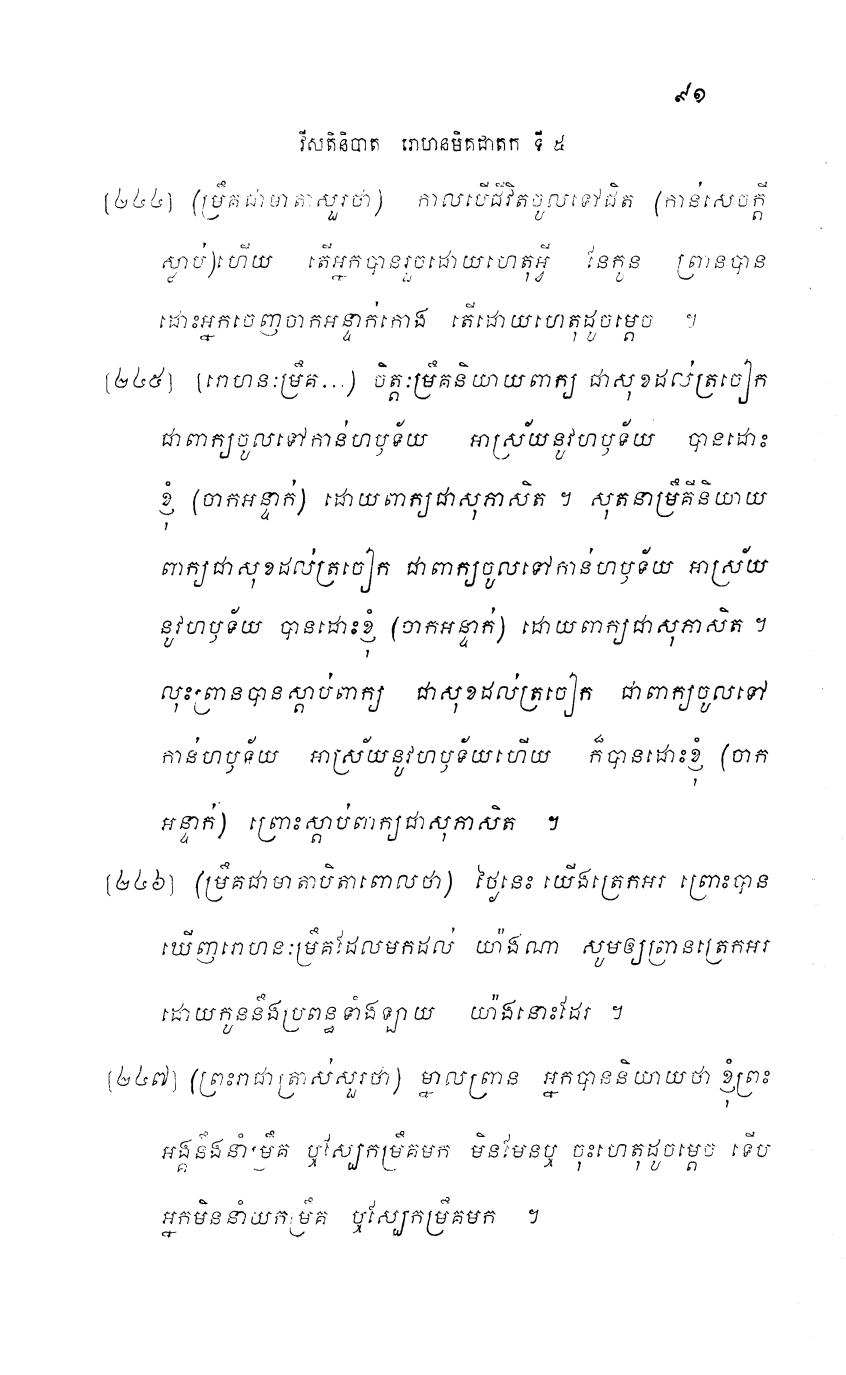 ៩១
វីសតិនិបាត រោហនមិគជាតក ទី ៥
[២៤៤] (ម្រឹគជាមាតាសួរថា) កាលបើជីវិតចូលទៅជិត (កាន់សេចក្តី
ស្លាប់)ហើយ តើអ្នកបានរួចដោយហេតុអ្វី នែកូន ព្រានបាន
ដោះអ្នកចេញចាកអន្ទាក់កោង តើដោយហេតុដូចម្តេច ។
[២៤៥] (រោហនៈម្រឹគ...) ចិត្តៈម្រឹគនិយាយពាក្យ ជាសុខដល់ត្រចៀក
ជាពាក្យចូលទៅកាន់ហឫទ័យ អាស្រ័យនូវហឫទ័យ បានដោះ
ខ្ញុំ (ចាកអន្ទាក់) ដោយពាក្យជាសុភាសិត ។ សុតនាម្រឹគីនិយាយ
ពាក្យជាសុខដល់ត្រចៀក ជាពាក្យចូលទៅកាន់ហឫទ័យ អាស្រ័យ
នូវហឫទ័យ បានដោះខ្ញុំ (ចាកអន្ទាក់) ដោយពាក្យជាសុភាសិត ។
លុះព្រានបានស្តាប់ពាក្យ ជាសុខដល់ត្រចៀក ជាពាក្យចូលទៅ
កាន់ហឫទ័យ អាស្រ័យនូវហឫទ័យហើយ ក៏បានដោះខ្ញុំ (ចាក
អន្ទាក់) ព្រោះស្តាប់ពាក្យជាសុភាសិត ។
[២៤៦] (ម្រឹគជាមាតាបិតាពោលថា) ថ្ងៃនេះ យើងត្រេកអរ ព្រោះបាន
ឃើញរោហនៈម្រឹគដែលមកដល់ យ៉ាងណា សូមឲ្យព្រានត្រេកអរ
ដោយកូននឹងប្រពន្ធទាំងឡាយ យ៉ាងនោះដែរ ។
[២៤៧] (ព្រះរាជាត្រាស់សួរថា) ម្នាលព្រាន អ្នកបាននិយាយថា ខ្ញុំព្រះ
អង្គនឹងនាំម្រឹគ ឬស្បែកម្រឹគមក មិនមែនឬ ចុះហេតុដូចម្តេច ទើប
អ្នកមិននាំយកម្រឹគ ឬស្បែកម្រឹគមក ។